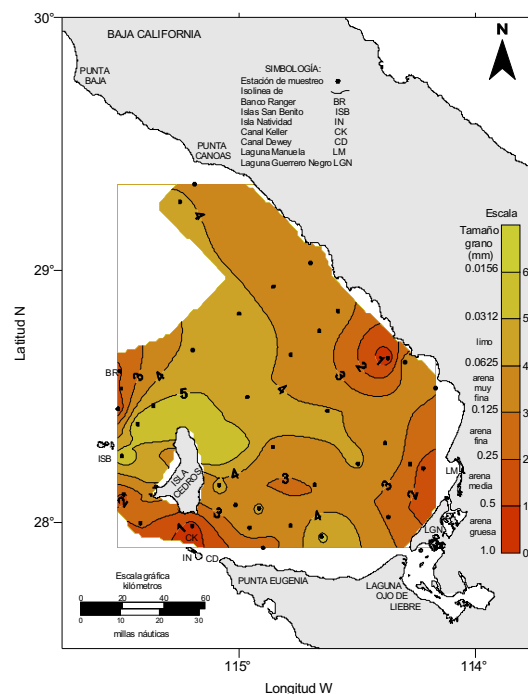 30°
BAJA CALIFORNIA
N
PUNTA
BAJA
SIMBOLOGÍA:
Estación de muestreo
Isolinea de
Banco Ranger BR
Islas San Benito ISB
Isla Natividad IN
Canal Keller CK
Canal Dewey CD
Laguna Manuela LM
Laguna Guerrero Negro LGN
PUNTA
CANOAS
4
Escala
Tamaño
grano
(mm)
0.0156
6
0.0312
5
limo
0.0625
4
arena
muy
fina
0.125
3
arena
fina
0.25
2
arena
media
0.5
1
arena
gruesa
1.0
0
29°
Latitud N
2
1
BR
3
4
4
5
3
ISB
ISLA
CEDROS
4
3
3
2
LM
2
4
28°
1
CK
LGN
IN
CD
PUNTA EUGENIA
LAGUNA
OJO DE
LIEBRE
Escala gráfica
kilómetros
0 20 40 60
0 10 20 30
millas náuticas
115°
114°
Longitud W